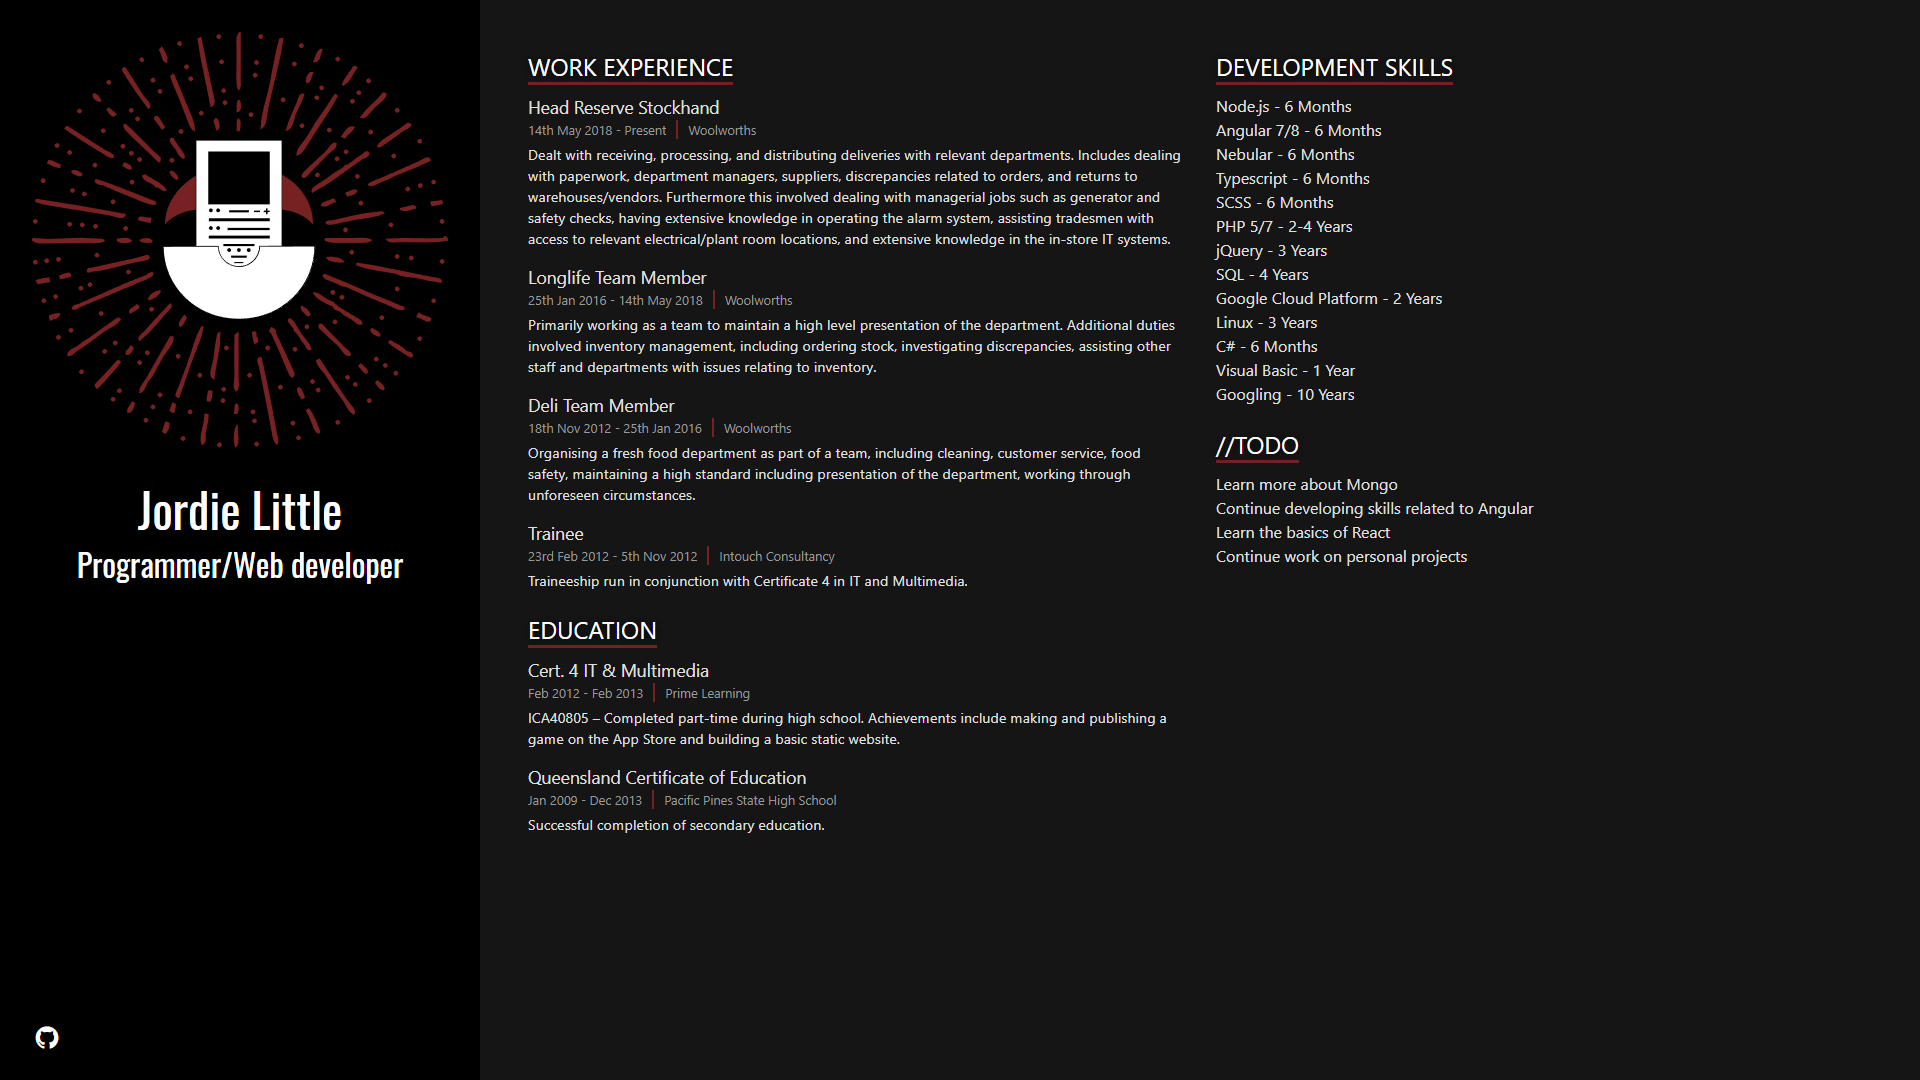 Jordie Little
Programmer/Web developer
WORK EXPERIENCE
Head Reserve Stockhand
14th May 2018 - Present | Woolworths
Dealt with receiving, processing, and distributing deliveries with relevant departments. Includes dealing
with paperwork, department managers, suppliers, discrepancies related to orders, and returns to
warehouses/vendors. Furthermore this involved dealing with managerial jobs such as generator and
safety checks, having extensive knowledge in operating the alarm system, assisting tradesmen with
access to relevant electrical/plant room locations, and extensive knowledge in the in-store IT systems.
Longlife Team Member
25th Jan 2016 - 14th May 2018 | Woolworths
Primarily working as a team to maintain a high level presentation of the department. Additional duties
involved inventory management, including ordering stock, investigating discrepancies, assisting other
staff and departments with issues relating to inventory.
Deli Team Member
18th Nov 2012 - 25th Jan 2016 | Woolworths
Organising a fresh food department as part of a team, including cleaning, customer service, food
safety, maintaining a high standard including presentation of the department, working through
unforeseen circumstances.
Trainee
23rd Feb 2012 - 5th Nov 2012 | Intouch Consultancy
Traineeship run in conjunction with Certificate 4 in IT and Multimedia.
EDUCATION
Cert. 4 IT & Multimedia
Feb 2012 - Feb 2013 | Prime Learning
ICA40805 – Completed part-time during high school. Achievements include making and publishing a
game on the App Store and building a basic static website.
Queensland Certificate of Education
Jan 2009 - Dec 2013 | Pacific Pines State High School
Successful completion of secondary education.
DEVELOPMENT SKILLS
Node.js - 6 Months
Angular 7/8 - 6 Months
Nebular - 6 Months
Typescript - 6 Months
SCSS - 6 Months
PHP 5/7 - 2-4 Years
jQuery - 3 Years
SQL - 4 Years
Google Cloud Platform - 2 Years
Linux - 3 Years
C# - 6 Months
Visual Basic - 1 Year
Googling - 10 Years
//TODO
Learn more about Mongo
Continue developing skills related to Angular
Learn the basics of React
Continue work on personal projects